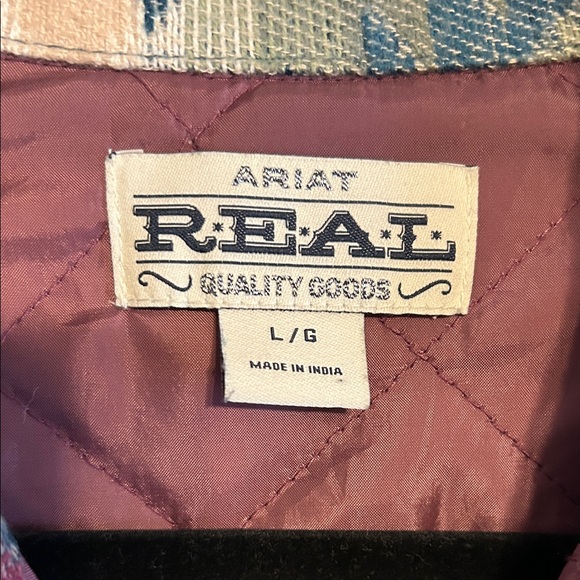 ARIAT
R·E·A·L
QUALITY GOODS
L/G
MADE IN INDIA